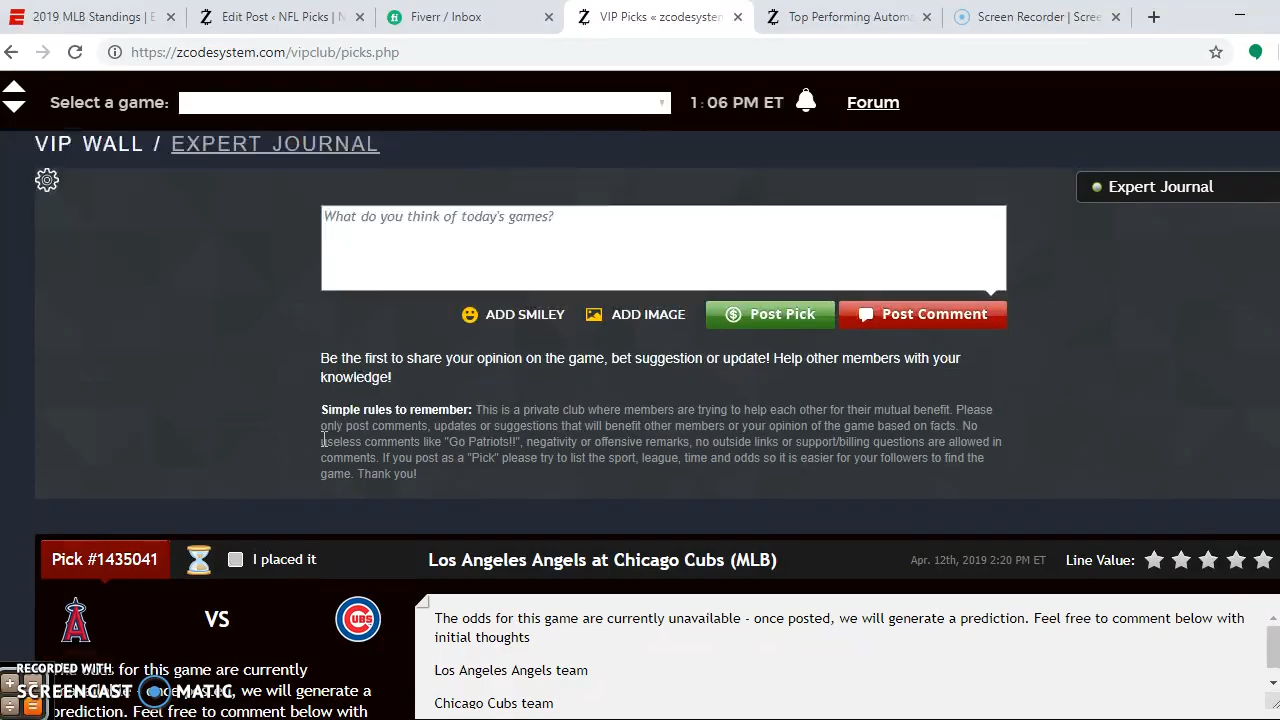 2019 MLB Standings | E
Edit Post ‹ NFL Picks | N
Fiverr / Inbox
VIP Picks « zcodesystem
Top Performing Automa
Screen Recorder | Scree
https://zcodesystem.com/vipclub/picks.php
Select a game:
1:06 PM ET
Forum
VIP WALL / EXPERT JOURNAL
Expert Journal
What do you think of today's games?
ADD SMILEY
ADD IMAGE
Post Pick
Post Comment
Be the first to share your opinion on the game, bet suggestion or update! Help other members with your
knowledge!
Simple rules to remember: This is a private club where members are trying to help each other for their mutual benefit. Please
only post comments, updates or suggestions that will benefit other members or your opinion of the game based on facts. No
useless comments like "Go Patriots!!", negativity or offensive remarks, no outside links or support/billing questions are allowed in
comments. If you post as a "Pick" please try to list the sport, league, time and odds so it is easier for your followers to find the
game. Thank you!
Pick #1435041
I placed it
Los Angeles Angels at Chicago Cubs (MLB)
Apr. 12th, 2019 2:20 PM ET
Line Value:
VS
CUBS
The odds for this game are currently unavailable - once posted, we will generate a prediction. Feel free to comment below with
initial thoughts
Los Angeles Angels team
Chicago Cubs team
odds for this game are currently
we will generate a
prediction. Feel free to comment below with
RECORDED WITH
SCREENCAST MATIC